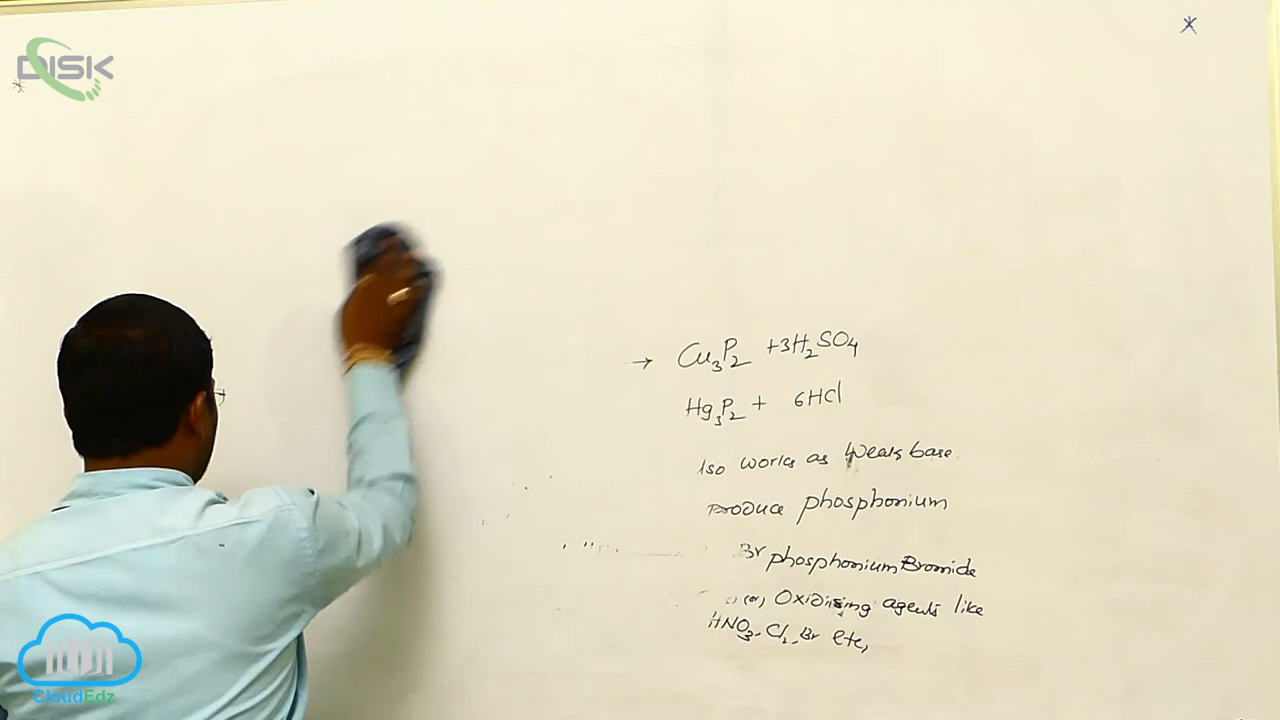 DISK
→ Cu₃P₂ +3H₂SO₄
Hg₃P₂ + 6HCl
lso works as Weak base
produce phosphonium
Br phosphonium Bromide
(or) Oxidising agents like
HNO₃, Cl₂, Br etc,
CloudEdz